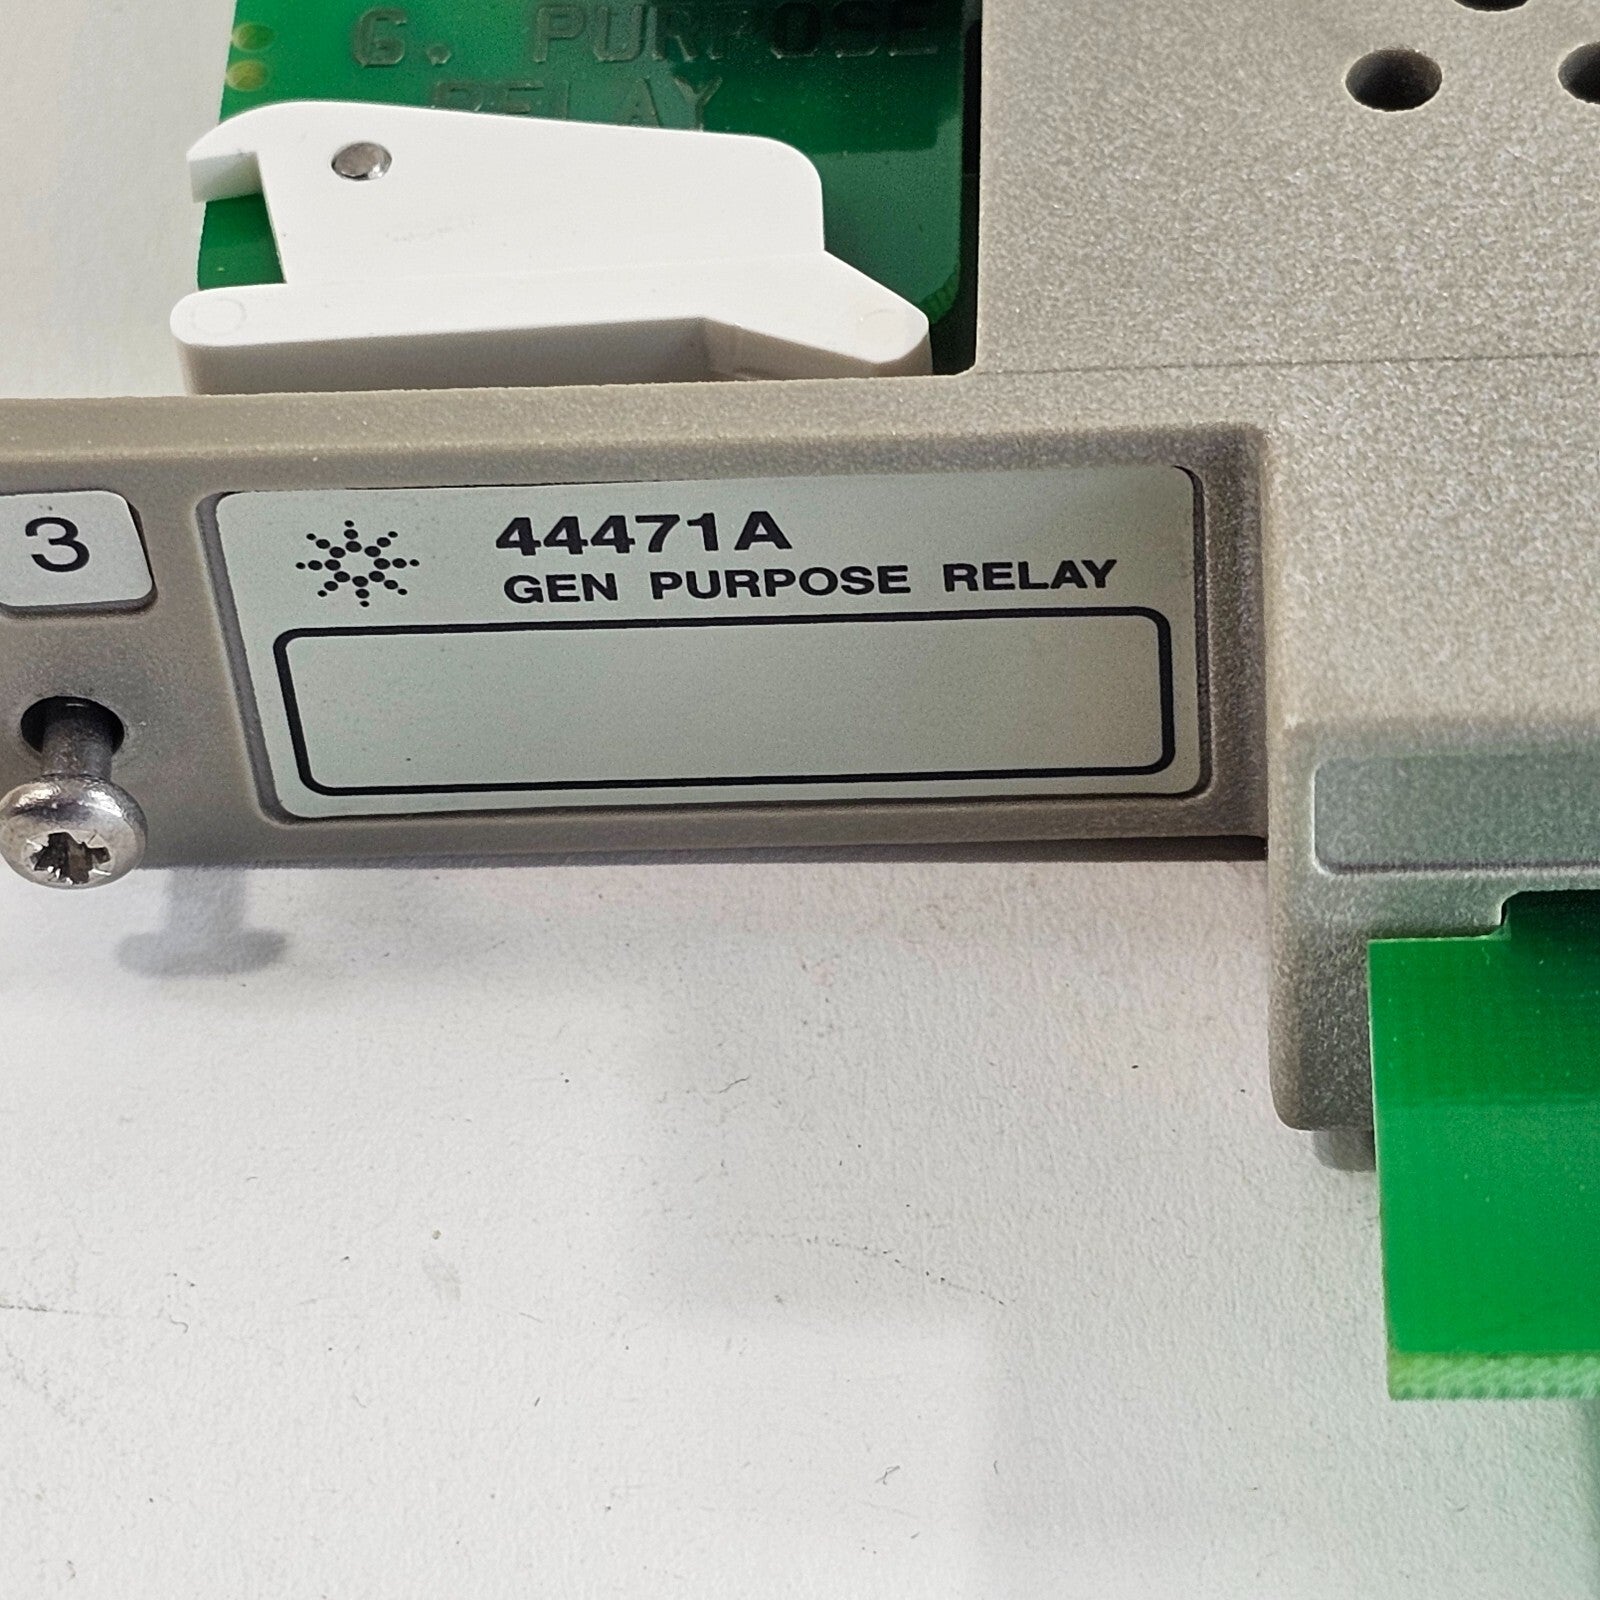 G. PURPOSE
RELAY
3
44471A
GEN PURPOSE RELAY